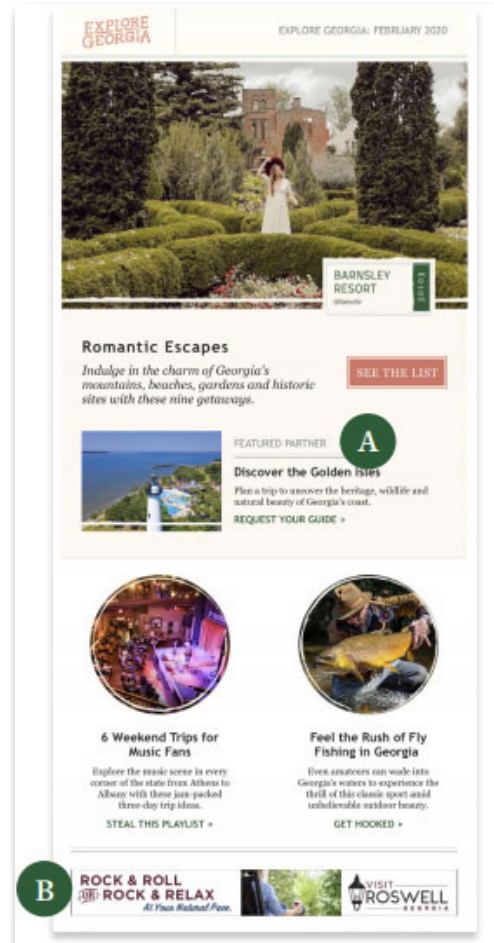 EXPLORE
GEORGIA
EXPLORE GEORGIA: FEBRUARY 2020
BARNSLEY
RESORT
Romantic Escapes
Indulge in the charm of Georgia's
mountains, beaches, gardens and historic
sites with these nine getaways.
SEE THE LIST
FEATURED PARTNER
A
Discover the Golden Isles
Plan a trip to uncover the heritage, wildlife and
natural beauty of Georgia's coast.
REQUEST YOUR GUIDE >
6 Weekend Trips for
Music Fans
Explore the music scene in every
corner of the state from Athens to
Albany with these jam-packed
three-day trip ideas.
STEAL THIS PLAYLIST >
Feel the Rush of Fly
Fishing in Georgia
Even amateurs can wade into
Georgia's waters to experience the
thrill of this classic sport amid
unbelievable outdoor beauty.
GET HOOKED >
B
ROCK & ROLL
OR ROCK & RELAX
At Your Natural Pace.
VISIT
ROSWELL
GEORGIA